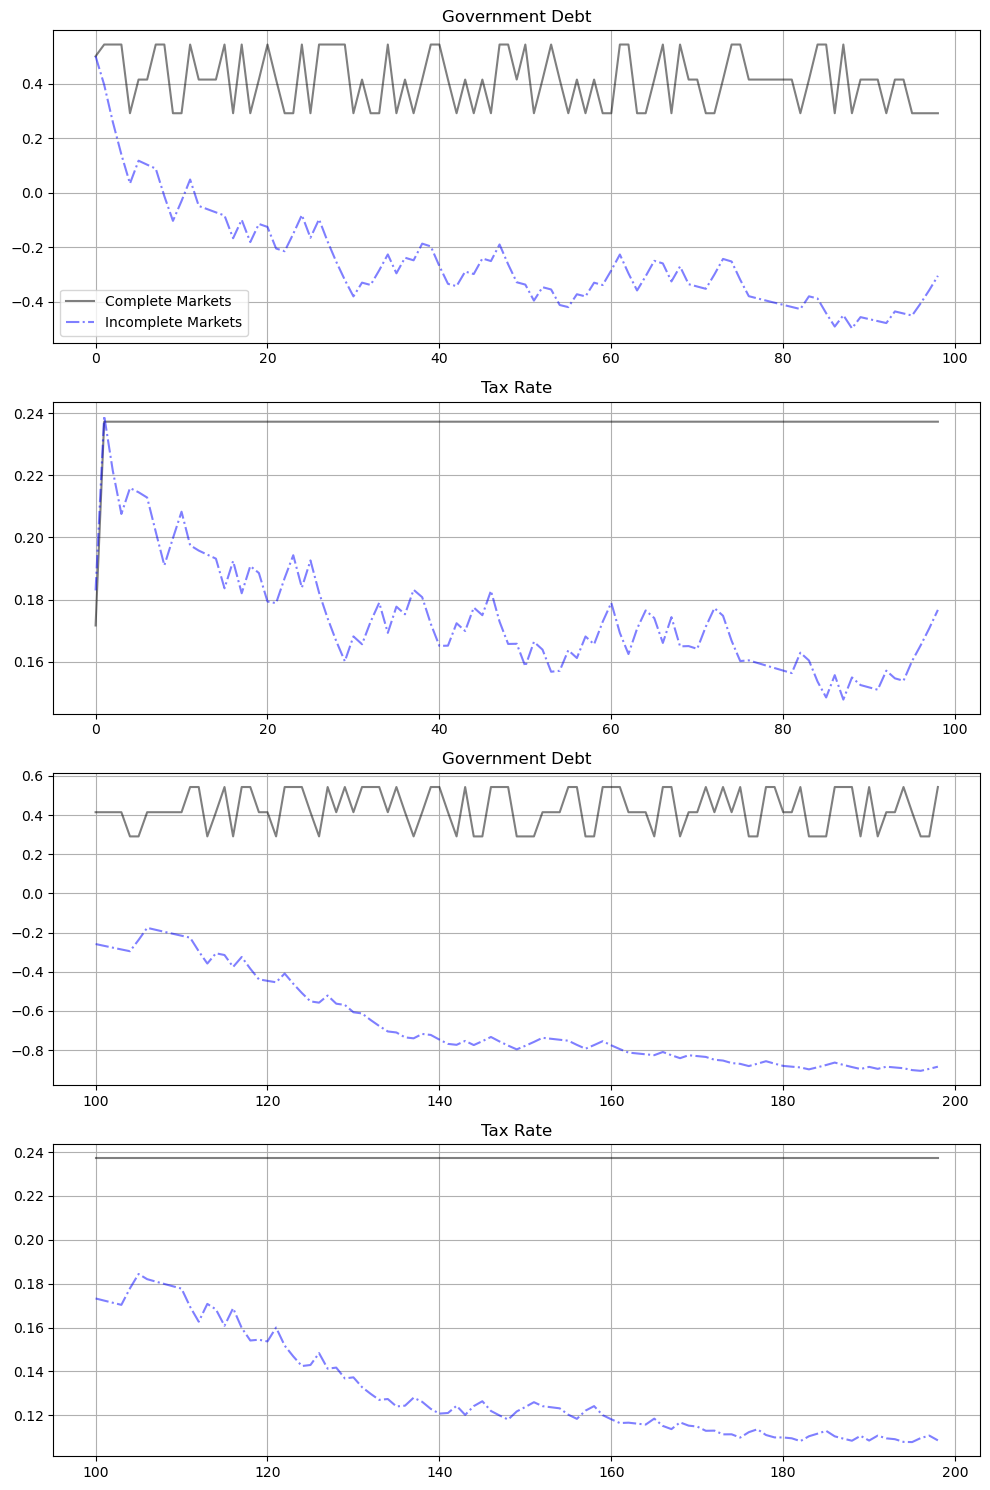 Government Debt
0.4
0.2
0.0
−0.2
−0.4
Complete Markets
Incomplete Markets
0 20 40 60 80 100
Tax Rate
0.24
0.22
0.20
0.18
0.16
0 20 40 60 80 100
Government Debt
0.6
0.4
0.2
0.0
−0.2
−0.4
−0.6
−0.8
100 120 140 160 180 200
Tax Rate
0.24
0.22
0.20
0.18
0.16
0.14
0.12
100 120 140 160 180 200